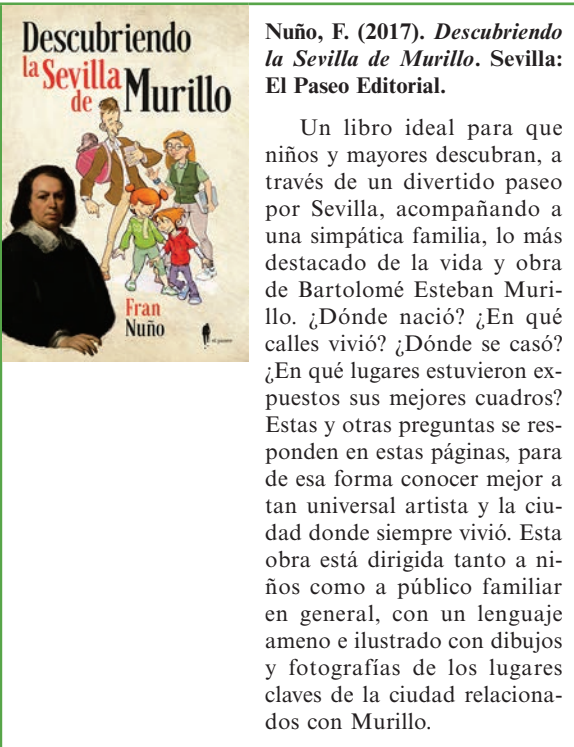 Descubriendo
la Sevilla
de Murillo
Fran
Nuño
el paseo
Nuño, F. (2017). Descubriendo
la Sevilla de Murillo. Sevilla:
El Paseo Editorial.
Un libro ideal para que
niños y mayores descubran, a
través de un divertido paseo
por Sevilla, acompañando a
una simpática familia, lo más
destacado de la vida y obra
de Bartolomé Esteban Muri-
llo. ¿Dónde nació? ¿En qué
calles vivió? ¿Dónde se casó?
¿En qué lugares estuvieron ex-
puestos sus mejores cuadros?
Estas y otras preguntas se res-
ponden en estas páginas, para
de esa forma conocer mejor a
tan universal artista y la ciu-
dad donde siempre vivió. Esta
obra está dirigida tanto a ni-
ños como a público familiar
en general, con un lenguaje
ameno e ilustrado con dibujos
y fotografías de los lugares
claves de la ciudad relaciona-
dos con Murillo.